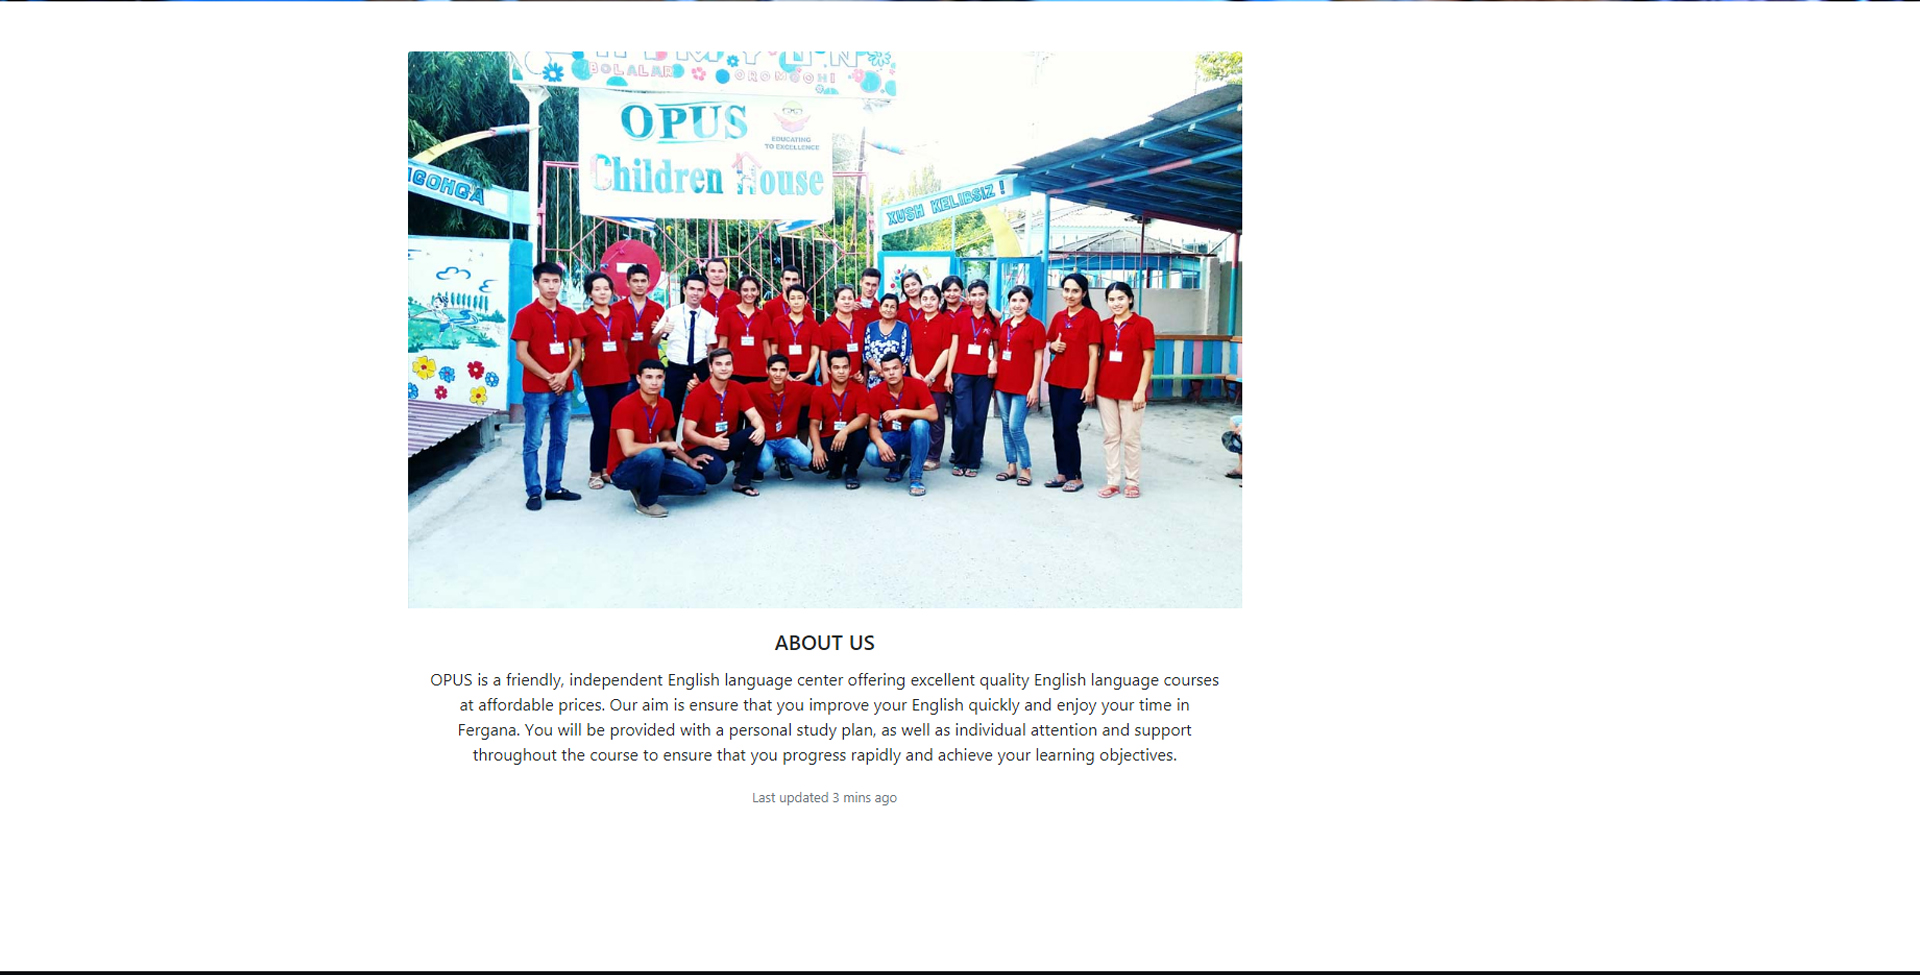 BOLALAR OROMGOHI
OPUS
EDUCATING
TO EXCELLENCE
Children House
XUSH KELIBSIZ!
ABOUT US
OPUS is a friendly, independent English language center offering excellent quality English language courses
at affordable prices. Our aim is ensure that you improve your English quickly and enjoy your time in
Fergana. You will be provided with a personal study plan, as well as individual attention and support
throughout the course to ensure that you progress rapidly and achieve your learning objectives.
Last updated 3 mins ago